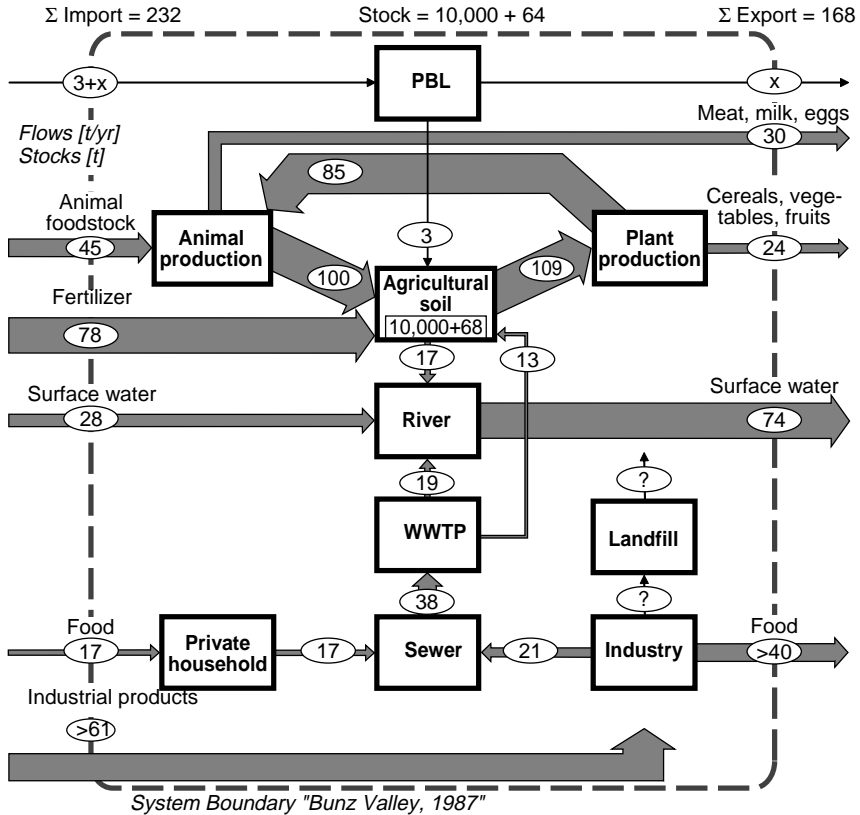 Σ Import = 232
Stock = 10,000 + 64
Σ Export = 168
3+x
PBL
x
Flows [t/yr]
Stocks [t]
Meat, milk, eggs
30
85
Animal
foodstock
45
Animal
production
100
3
109
Plant
production
Cereals, vege-
tables, fruits
24
Agricultural
soil
10,000+68
Fertilizer
78
17
13
Surface water
28
River
Surface water
74
19
?
WWTP
Landfill
38
?
Food
17
Private
household
17
Sewer
21
Industry
Food
>40
Industrial products
>61
System Boundary "Bunz Valley, 1987"